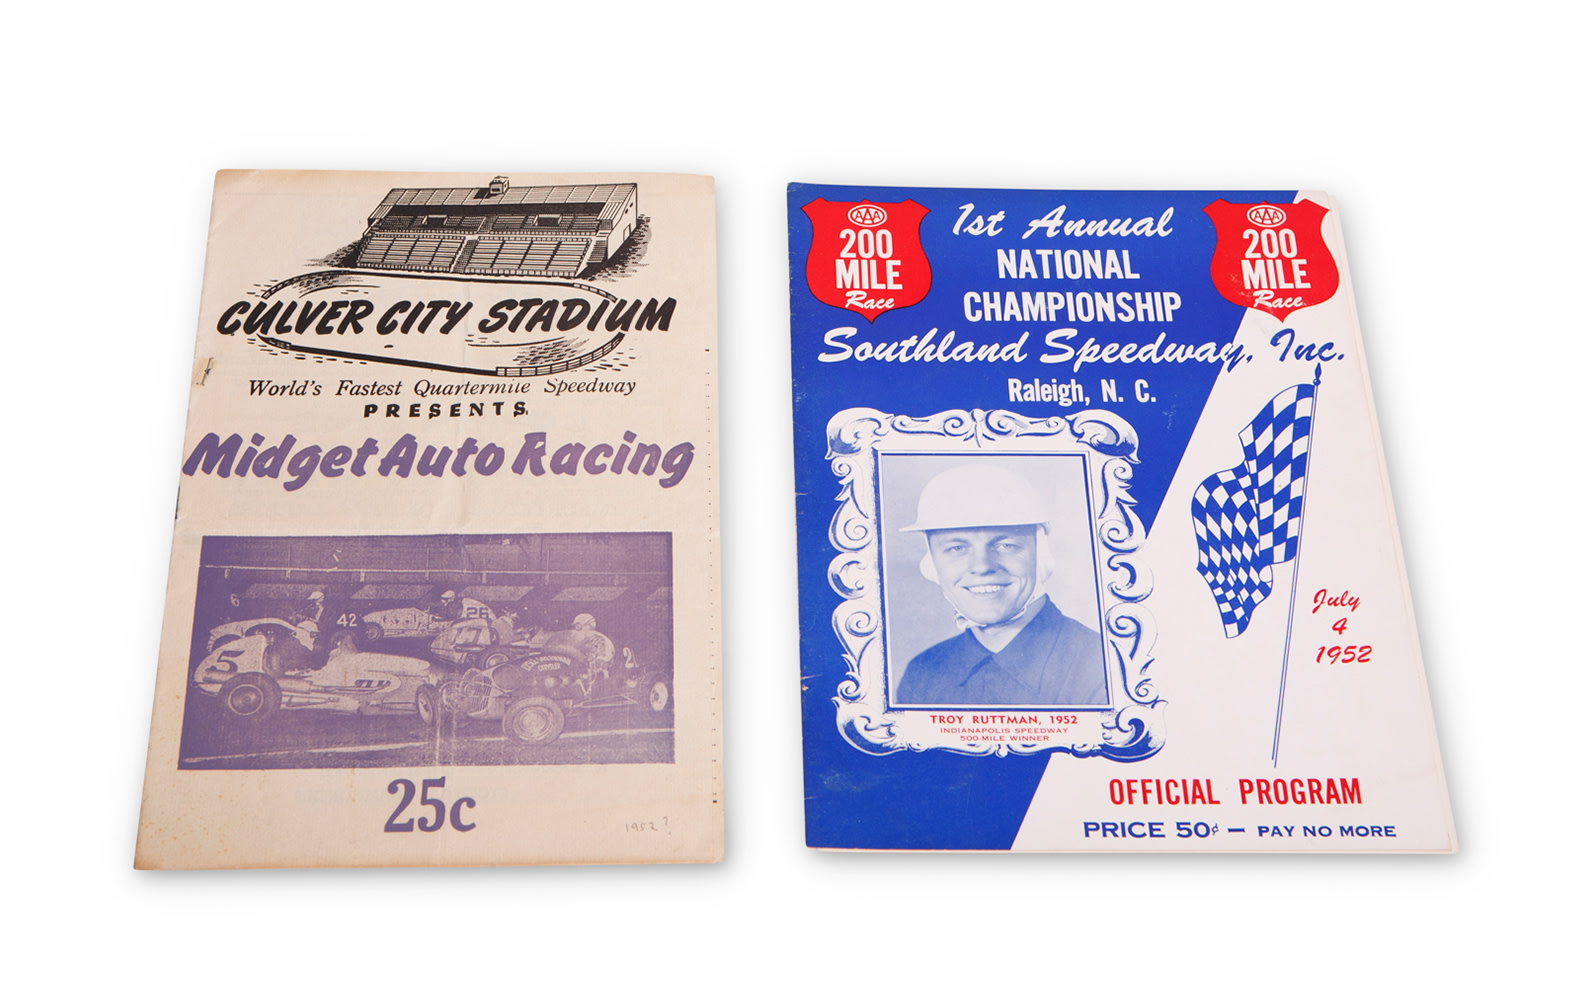 CULVER CITY STADIUM
World's Fastest Quartermile Speedway
PRESENTS
Midget Auto Racing
6
42
26
5
2
25c
1952?
AAA
200
MILE
Race
1st Annual
NATIONAL
CHAMPIONSHIP
AAA
200
MILE
Race
Southland Speedway, Inc.
Raleigh, N. C.
TROY RUTTMAN, 1952
INDIANAPOLIS SPEEDWAY
500-MILE WINNER
July
4
1952
OFFICIAL PROGRAM
PRICE 50¢ — PAY NO MORE